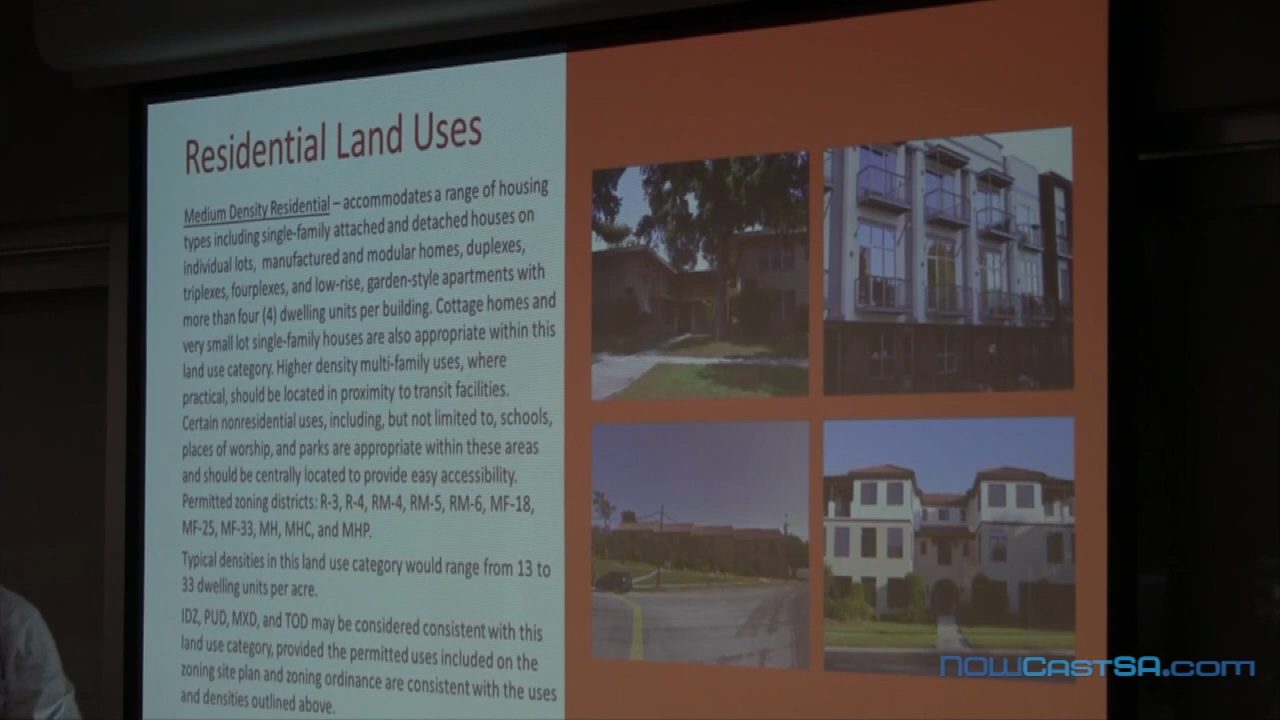 Residential Land Uses
Medium Density Residential – accommodates a range of housing
types including single-family attached and detached houses on
individual lots, manufactured and modular homes, duplexes,
triplexes, fourplexes, and low-rise, garden-style apartments with
more than four (4) dwelling units per building. Cottage homes and
very small lot single-family houses are also appropriate within this
land use category. Higher density multi-family uses, where
practical, should be located in proximity to transit facilities.
Certain nonresidential uses, including, but not limited to, schools,
places of worship, and parks are appropriate within these areas
and should be centrally located to provide easy accessibility.
Permitted zoning districts: R-3, R-4, RM-4, RM-5, RM-6, MF-18,
MF-25, MF-33, MH, MHC, and MHP.
Typical densities in this land use category would range from 13 to
33 dwelling units per acre.
IDZ, PUD, MXD, and TOD may be considered consistent with this
land use category, provided the permitted uses included on the
zoning site plan and zoning ordinance are consistent with the uses
and densities outlined above.
NOWCASTSA.com